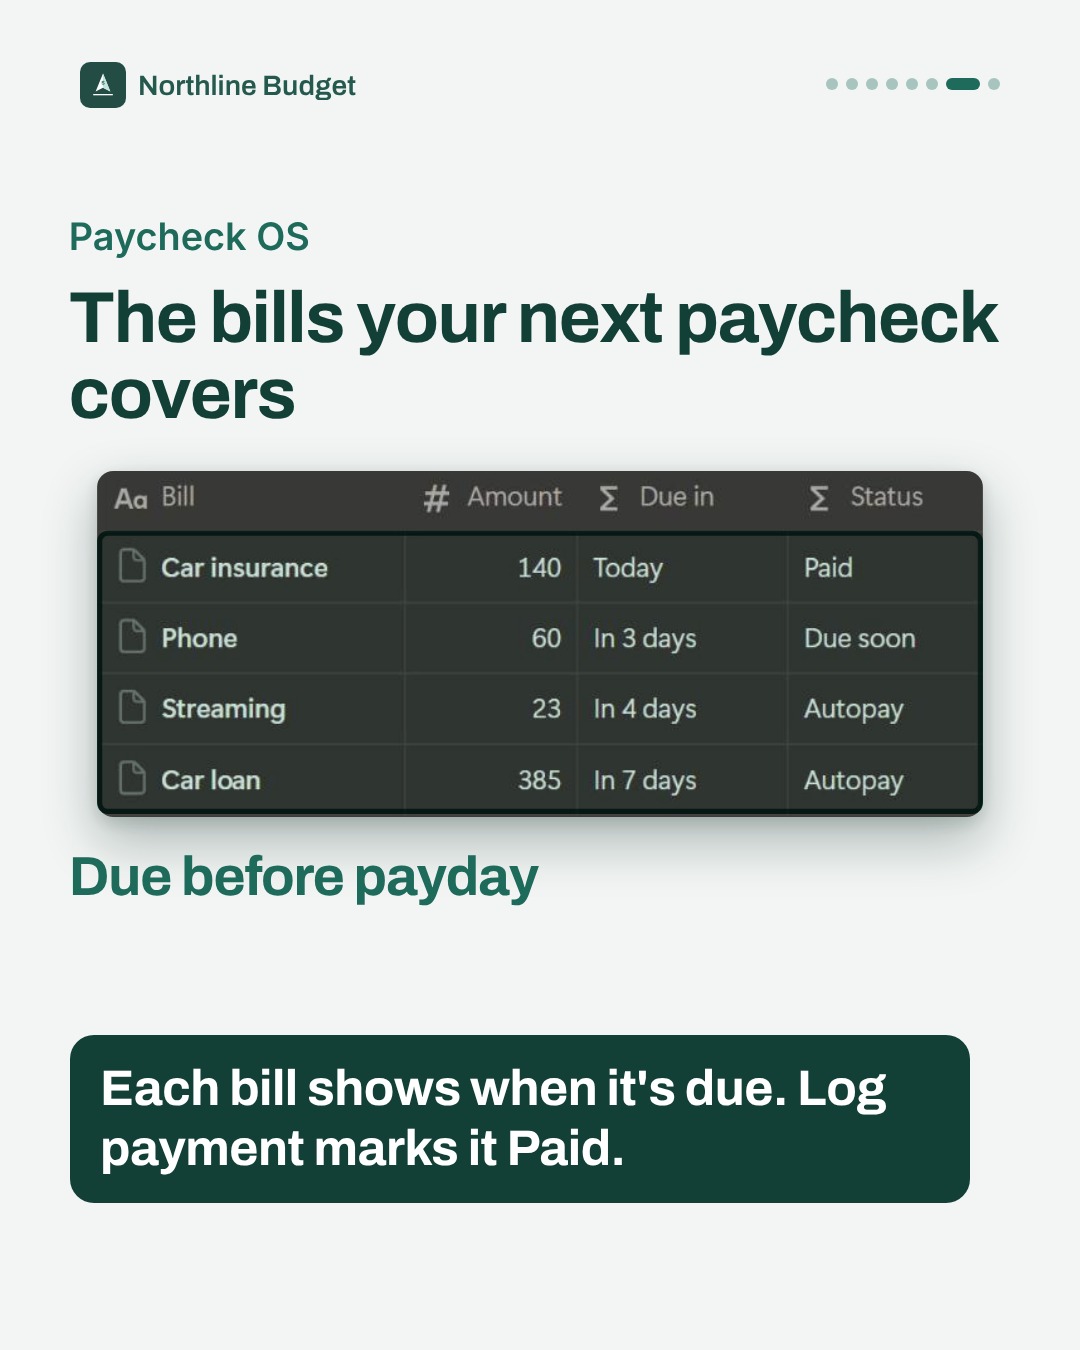 Northline Budget
Paycheck OS
The bills your next paycheck
covers
Aa Bill # Amount Σ Due in Σ Status
Car insurance 140 Today Paid
Phone 60 In 3 days Due soon
Streaming 23 In 4 days Autopay
Car loan 385 In 7 days Autopay
Due before payday
Each bill shows when it's due. Log
payment marks it Paid.